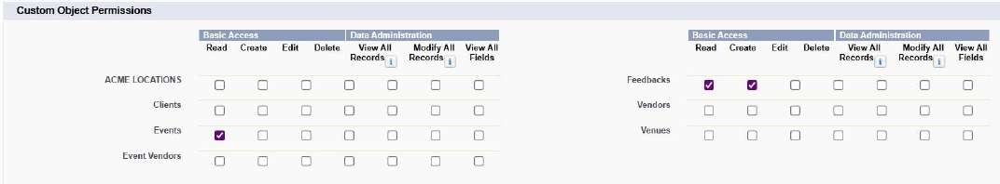 Custom Object Permissions
Basic Access Data Administration Basic Access Data Administration
Read Create Edit Delete View All Modify All View All Read Create Edit Delete View All Modify All View All
Records i Records i Fields Records i Records i Fields
ACME LOCATIONS Feedbacks
Clients Vendors
Events Venues
Event Vendors